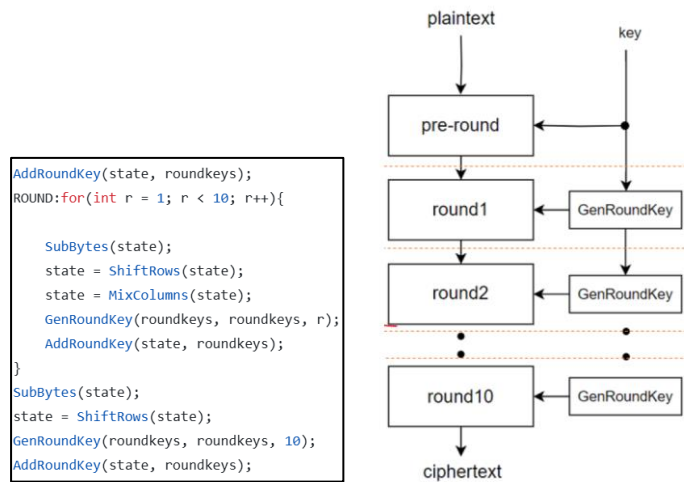 AddRoundKey(state, roundkeys);
ROUND:for(int r = 1; r < 10; r++){
SubBytes(state);
state = ShiftRows(state);
state = MixColumns(state);
GenRoundKey(roundkeys, roundkeys, r);
AddRoundKey(state, roundkeys);
}
SubBytes(state);
state = ShiftRows(state);
GenRoundKey(roundkeys, roundkeys, 10);
AddRoundKey(state, roundkeys);
plaintext
key
pre-round
round1
GenRoundKey
round2
GenRoundKey
round10
GenRoundKey
ciphertext